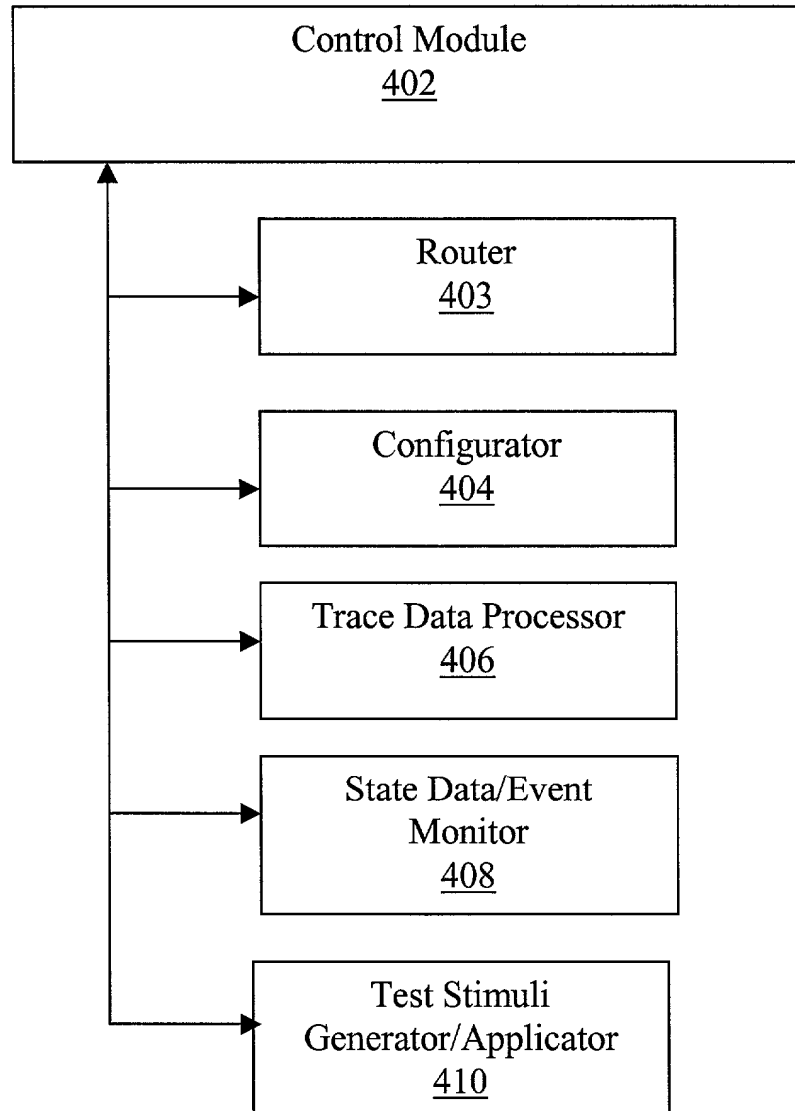 Control Module
402
Router
403
Configurator
404
Trace Data Processor
406
State Data/Event
Monitor
408
Test Stimuli
Generator/Applicator
410